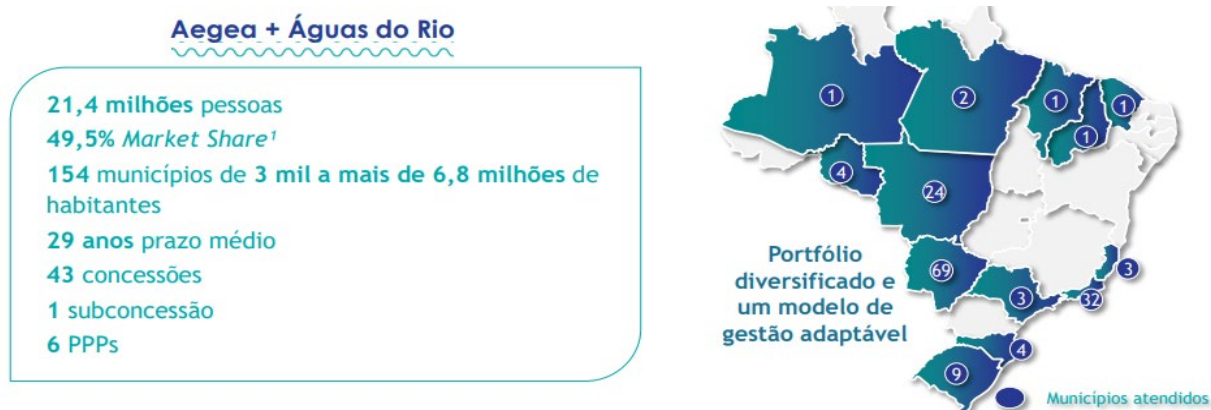 Aegea + Águas do Rio
21,4 milhões pessoas
49,5% Market Share¹
154 municípios de 3 mil a mais de 6,8 milhões de
habitantes
29 anos prazo médio
43 concessões
1 subconcessão
6 PPPs
1
2
1
1
1
4
24
69
3
3
32
4
9
Portfólio
diversificado e
um modelo de
gestão adaptável
Municípios atendidos